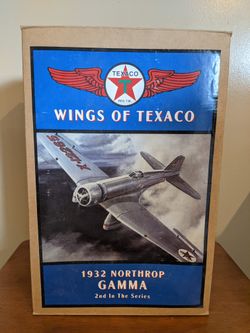 TEXACO
WINGS OF TEXACO
1932 NORTHROP
GAMMA
2nd In The Series